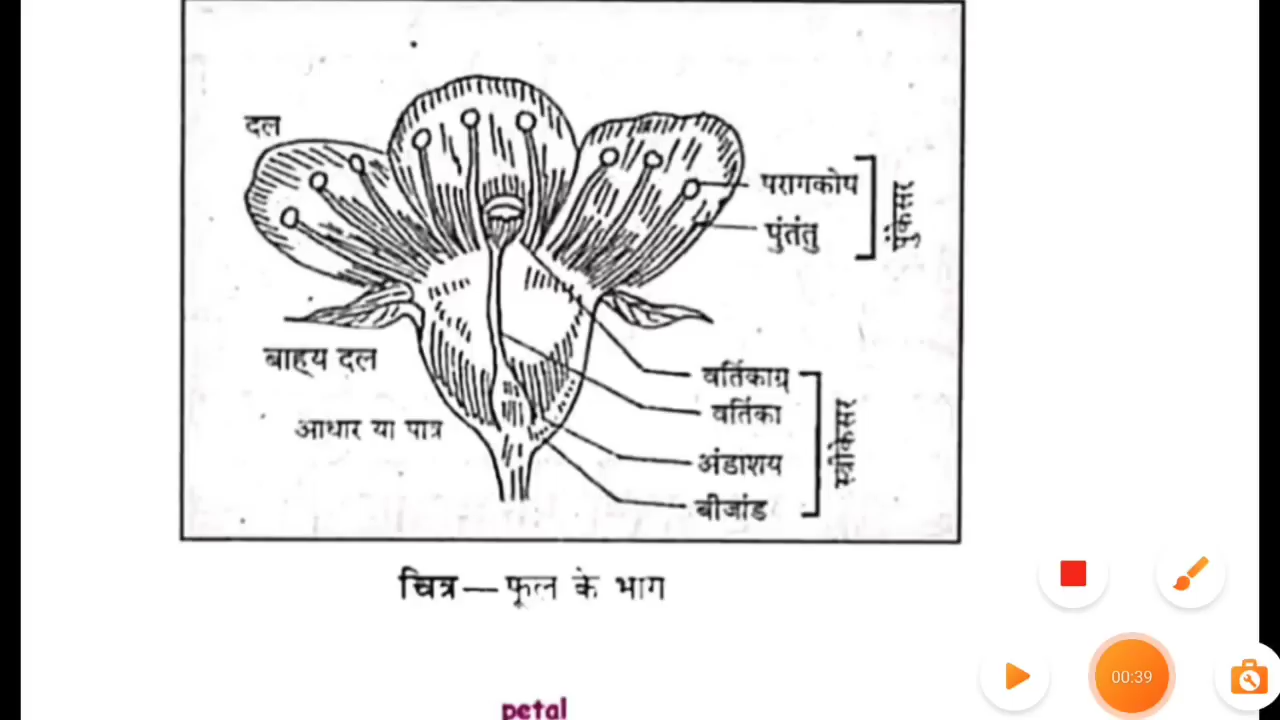 दल
परागकोष
पुंतंतु
पुंकेसर
बाह्य दल
वर्तिकाग्र
वर्तिका
आधार या पात्र
अंडाशय
स्त्रीकेसर
बीजांड
चित्र—फूल के भाग
00:39
petal